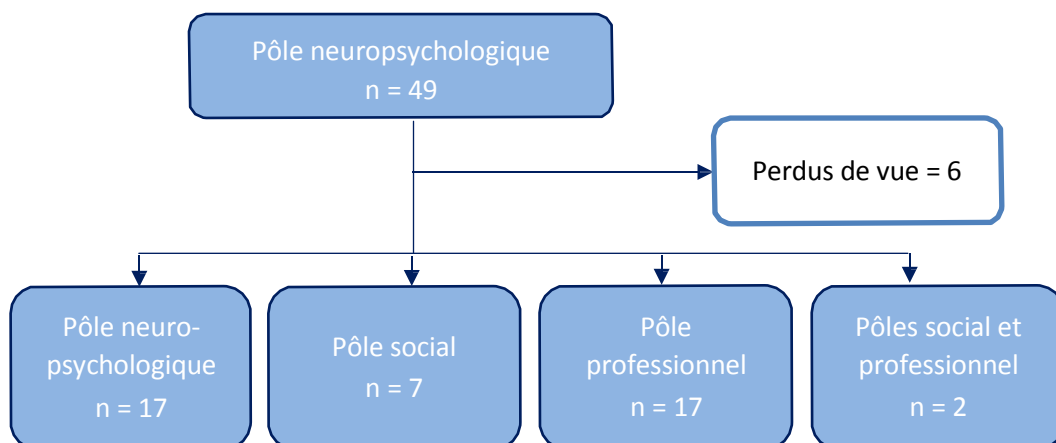 Pôle neuropsychologique
n = 49
Perdus de vue = 6
Pôle neuro-
psychologique
n = 17
Pôle social
n = 7
Pôle
professionnel
n = 17
Pôles social et
professionnel
n = 2